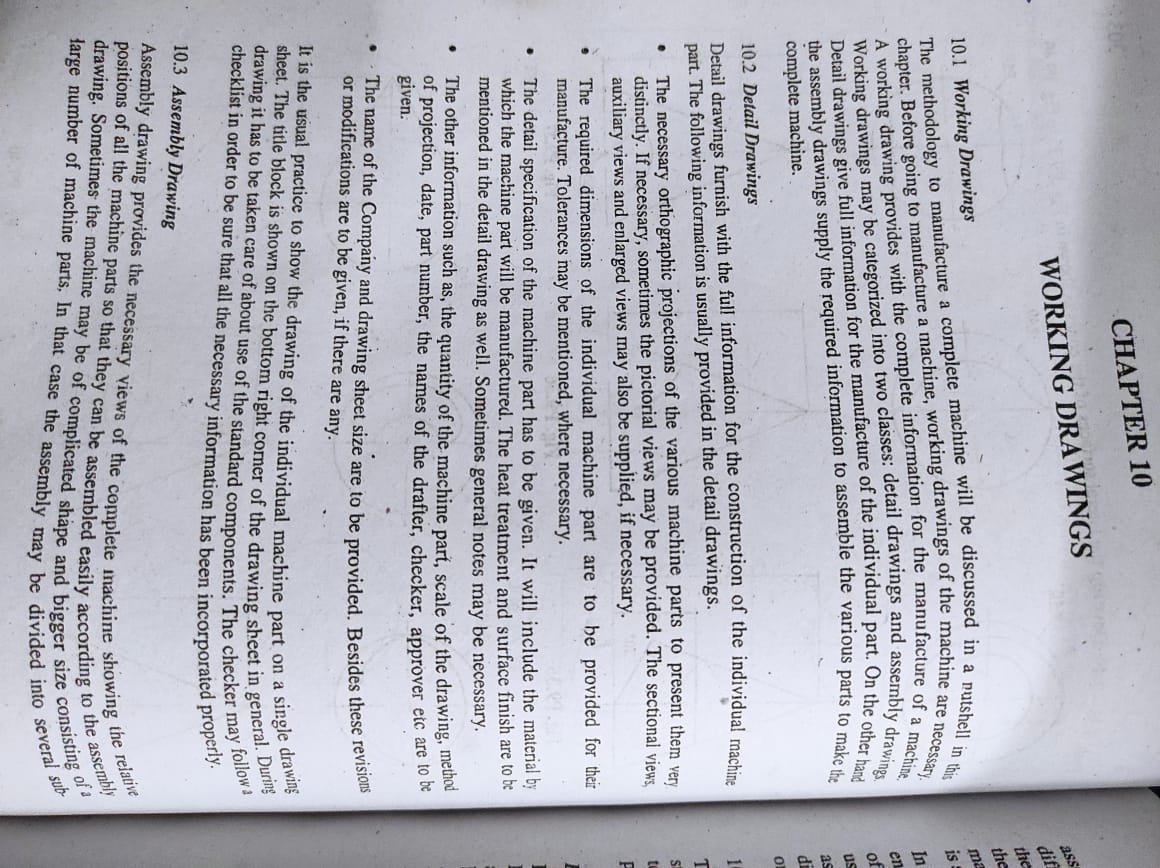 CHAPTER 10
WORKING DRAWINGS
10.1 Working Drawings
The methodology to manufacture a complete machine will be discussed in a nutshell in this
chapter. Before going to manufacture a machine, working drawings of the machine are necessary.
A working drawing provides with the complete information for the manufacture of a machine.
Working drawings may be categorized into two classes: detail drawings and assembly drawings.
Detail drawings give full information for the manufacture of the individual part. On the other hand
the assembly drawings supply the required information to assemble the various parts to make the
complete machine.
10.2 Detail Drawings
Detail drawings furnish with the full information for the construction of the individual machine
part. The following information is usually provided in the detail drawings.
• The necessary orthographic projections of the various machine parts to present them very
distinctly. If necessary, sometimes the pictorial views may be provided. The sectional views,
auxiliary views and enlarged views may also be supplied, if necessary.
• The required dimensions of the individual machine part are to be provided for their
manufacture Tolerances may be mentioned, where necessary.
• The detail specification of the machine part has to be given. It will include the material by
which the machine part will be manufactured. The heat treatment and surface finish are to be
mentioned in the detail drawing as well. Sometimes general notes may be necessary.
• The other information such as, the quantity of the machine part, scale of the drawing, method
of projection, date, part number, the names of the drafter, checker, approver etc are to be
given.
• The name of the Company and drawing sheet size are to be provided. Besides these revisions
or modifications are to be given, if there are any.
It is the usual practice to show the drawing of the individual machine part on a single drawing
sheet. The title block is shown on the bottom right corner of the drawing sheet in general. During
drawing it has to be taken care of about use of the standard components. The checker may follow a
checklist in order to be sure that all the necessary information has been incorporated properly.
10.3 Assembly Drawing
Assembly drawing provides the necessary views of the complete machine showing the relative
positions of all the machine parts so that they can be assembled easily according to the assembly
drawing. Sometimes the machine may be of complicated shape and bigger size consisting of a
large number of machine parts. In that case the assembly may be divided into several sub-